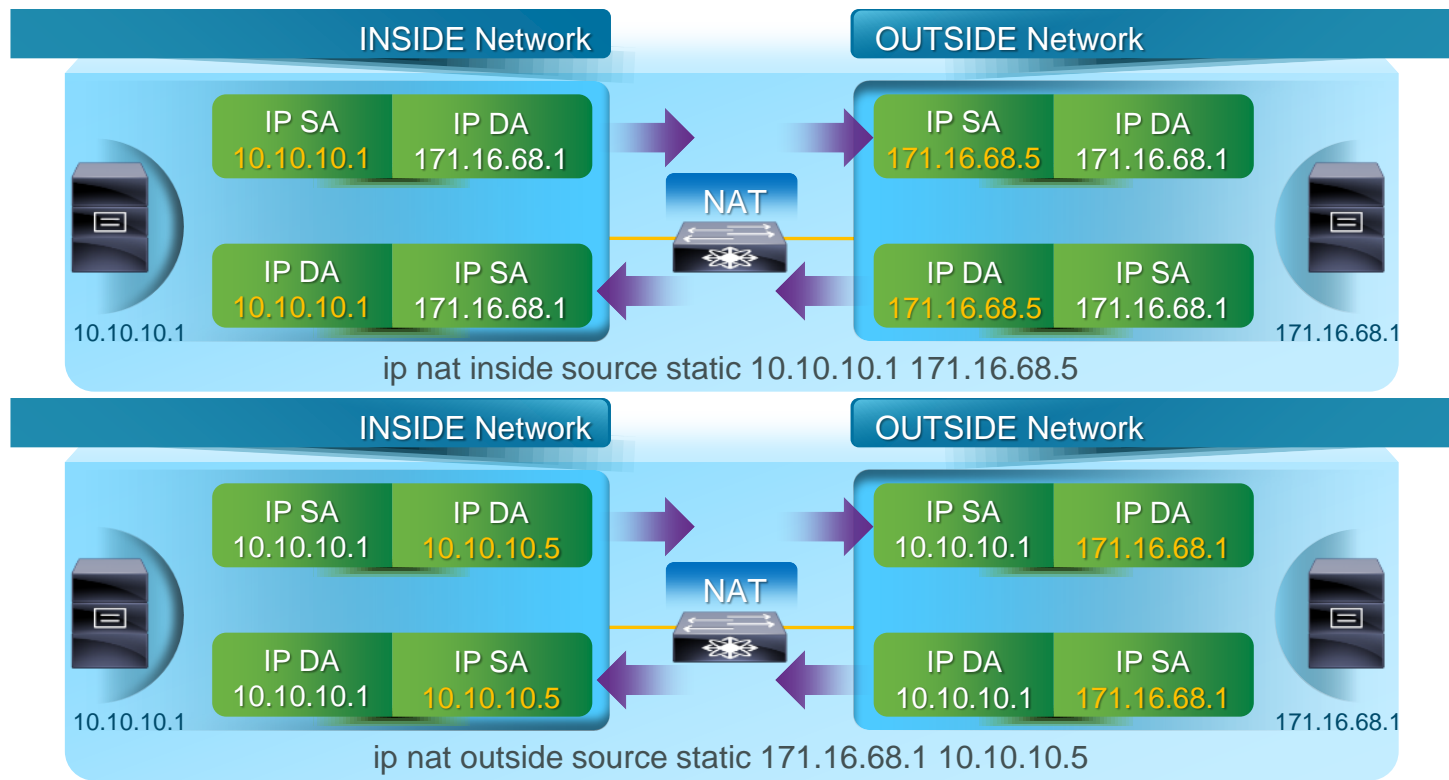 INSIDE Network
OUTSIDE Network
IP SA
10.10.10.1
IP DA
171.16.68.1
IP SA
171.16.68.5
IP DA
171.16.68.1
NAT
IP DA
10.10.10.1
IP SA
171.16.68.1
IP DA
171.16.68.5
IP SA
171.16.68.1
10.10.10.1
171.16.68.1
ip nat inside source static 10.10.10.1 171.16.68.5
INSIDE Network
OUTSIDE Network
IP SA
10.10.10.1
IP DA
10.10.10.5
IP SA
10.10.10.1
IP DA
171.16.68.1
NAT
IP DA
10.10.10.1
IP SA
10.10.10.5
IP DA
10.10.10.1
IP SA
171.16.68.1
10.10.10.1
171.16.68.1
ip nat outside source static 171.16.68.1 10.10.10.5